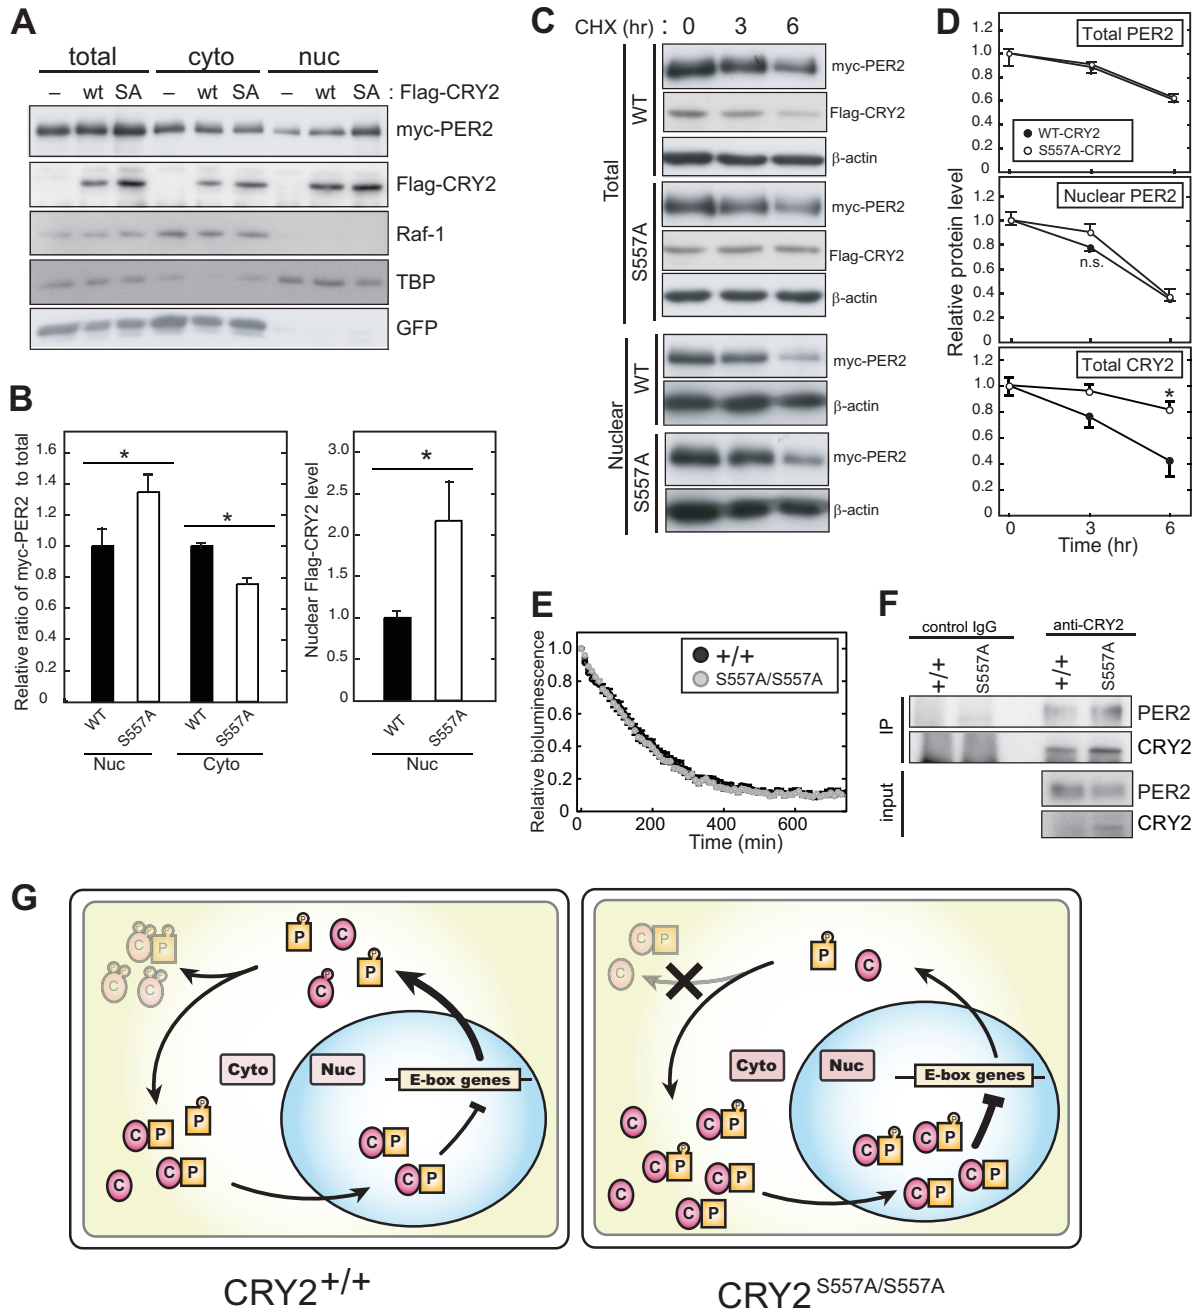 A
total cyto nuc
– wt SA – wt SA – wt SA : Flag-CRY2
myc-PER2
Flag-CRY2
Raf-1
TBP
GFP
B
Relative ratio of myc-PER2 to total
1.6
1.4
1.2
1.0
0.8
0.6
0.4
0.2
0
*
*
WT
S557A
WT
S557A
Nuc
Cyto
Nuclear Flag-CRY2 level
3.0
2.5
2.0
1.5
1.0
0.5
0
*
WT
S557A
Nuc
C
CHX (hr) : 0 3 6
Total
WT
myc-PER2
Flag-CRY2
β-actin
S557A
myc-PER2
Flag-CRY2
β-actin
Nuclear
WT
myc-PER2
β-actin
S557A
myc-PER2
β-actin
D
Relative protein level
Total PER2
1.2
1.0
0.8
0.6
0.4
0.2
0
WT-CRY2
S557A-CRY2
Nuclear PER2
1.2
1.0
0.8
0.6
0.4
0.2
0
n.s.
Total CRY2
1.2
1.0
0.8
0.6
0.4
0.2
0
*
0 3 6
Time (hr)
E
Relative bioluminescence
1.0
0.8
0.6
0.4
0.2
0
+/+
S557A/S557A
0 200 400 600
Time (min)
F
control IgG anti-CRY2
+/+
S557A
+/+
S557A
IP
PER2
CRY2
input
PER2
CRY2
G
P
P
C
P
P
C
P
C
P
P
P
P
C
P
C
P
C
P
C
P
P
P
C
P
C
P
C
Cyto
Nuc
E-box genes
C
P
C
P
CRY2 +/+
C
P
C
P
P
C
C
C
P
P
C
P
P
C
P
C
C
P
Cyto
Nuc
E-box genes
C
P
P
C
P
P
C
P
C
P
CRY2 S557A/S557A